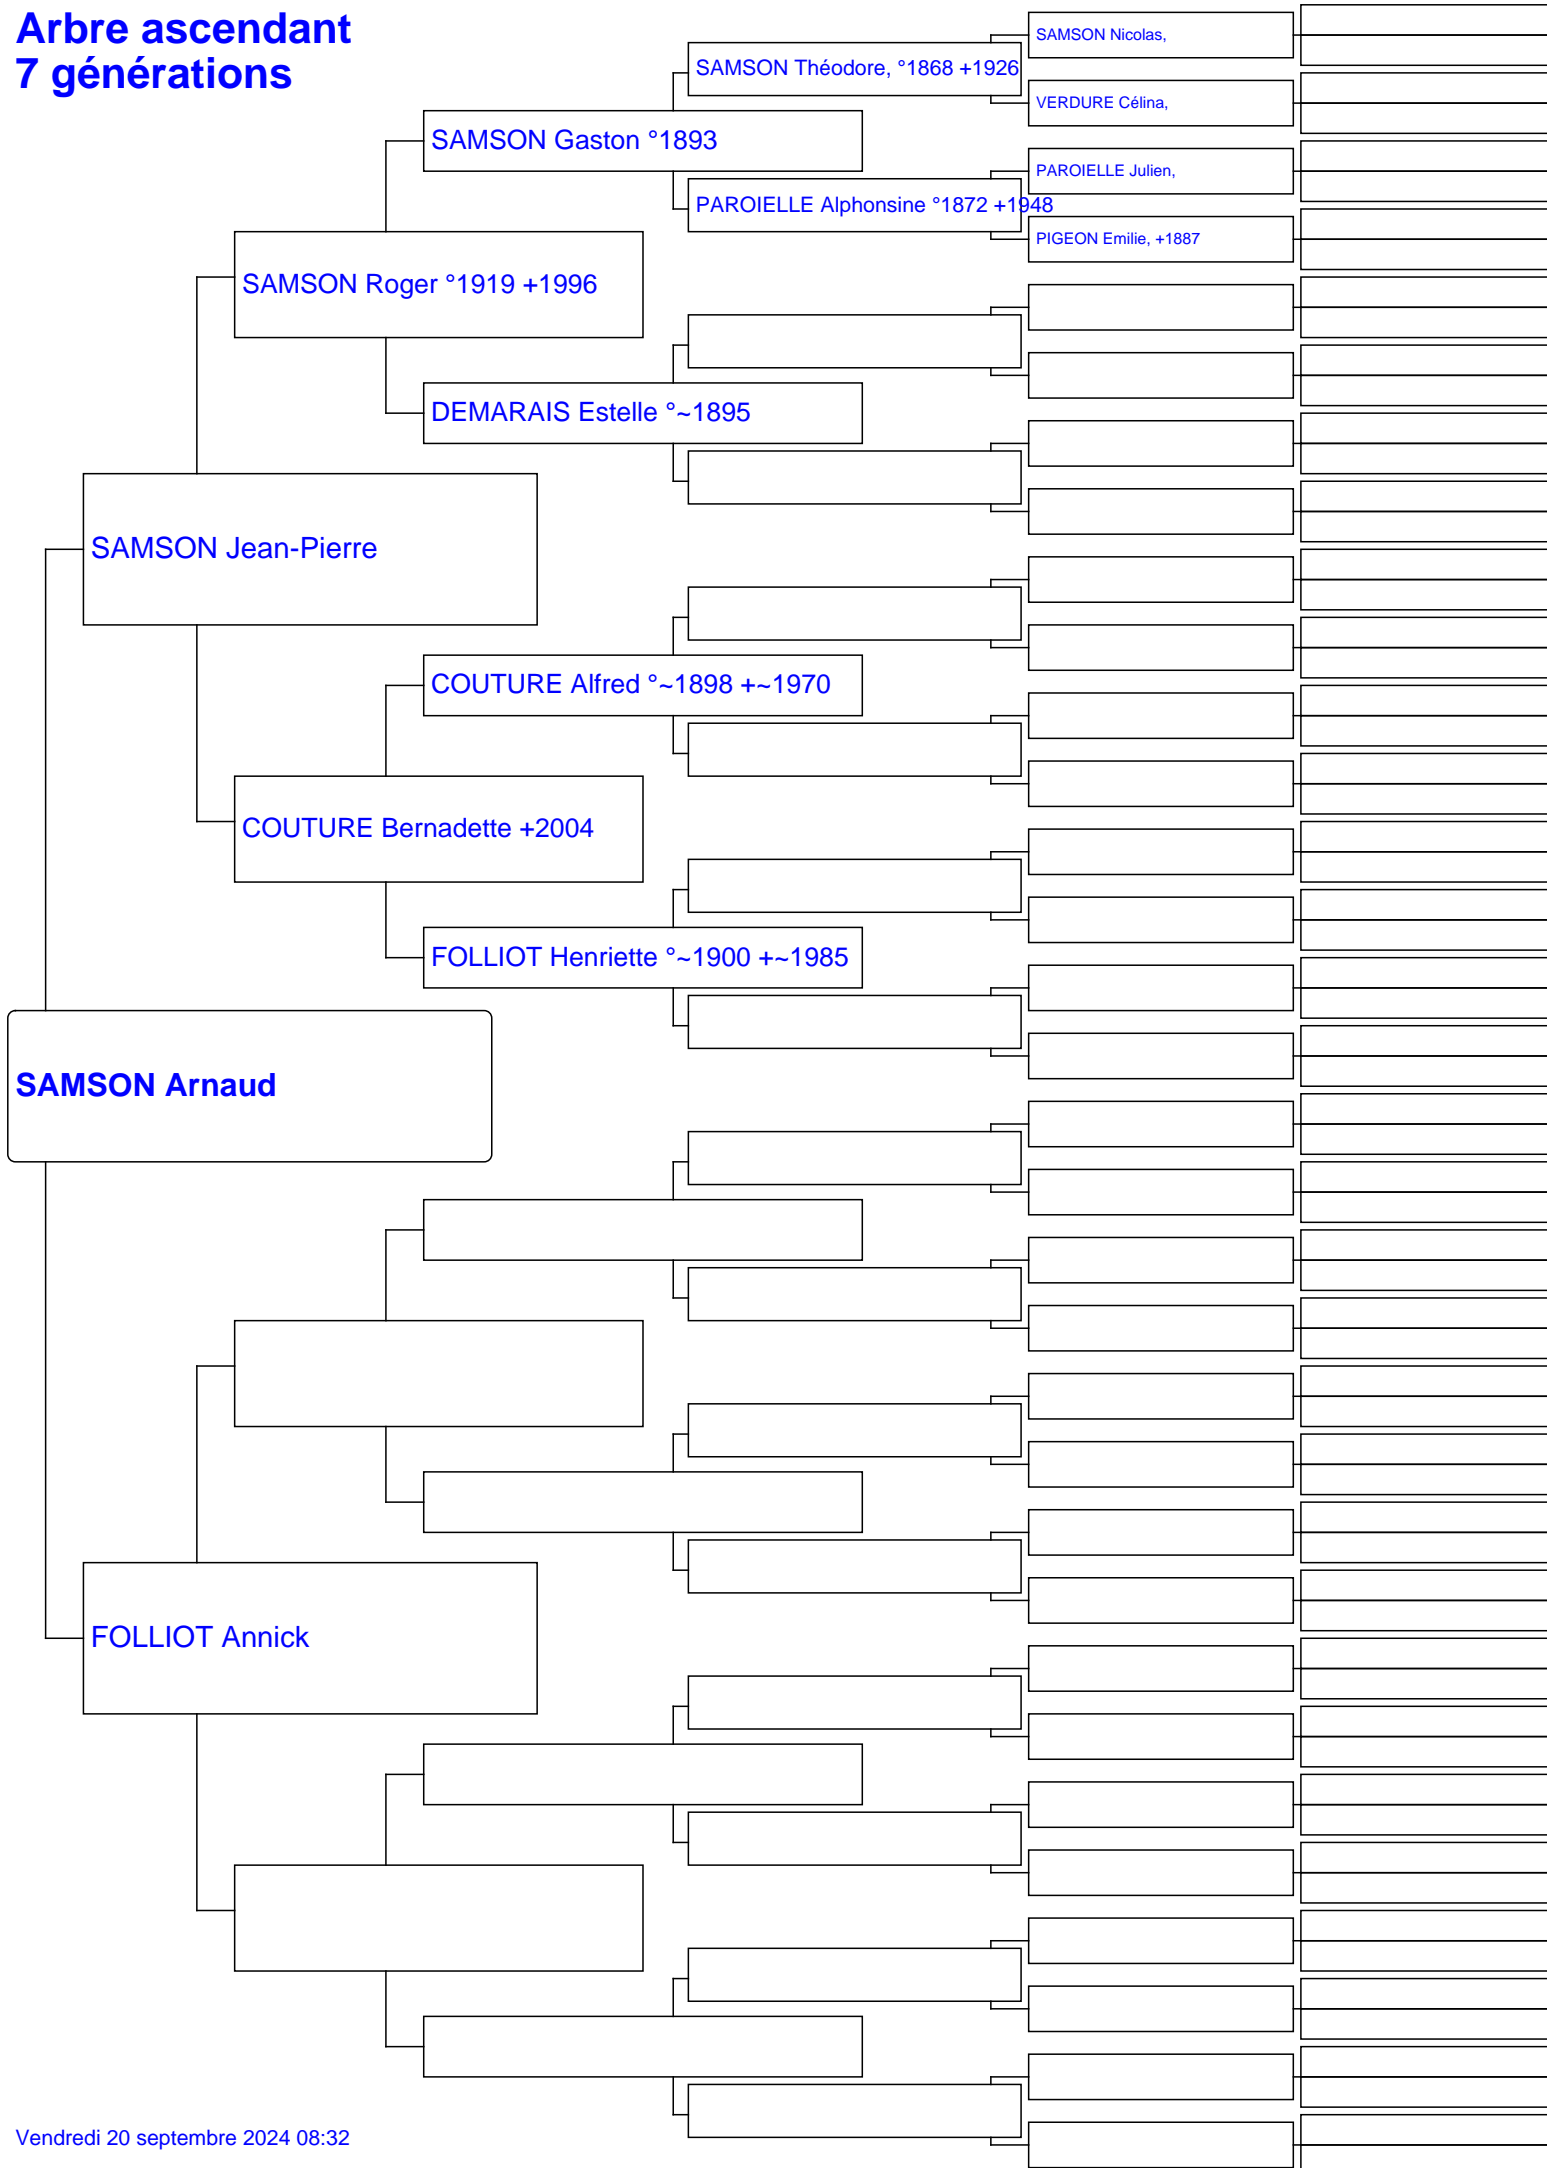 Arbre ascendant
7 générations
SAMSON Nicolas,
SAMSON Théodore, °1868 +1926
VERDURE Célina,
SAMSON Gaston °1893
PAROIELLE Julien,
PAROIELLE Alphonsine °1872 +1948
PIGEON Emilie, +1887
SAMSON Roger °1919 +1996
DEMARAIS Estelle °~1895
SAMSON Jean-Pierre
COUTURE Alfred °~1898 +~1970
COUTURE Bernadette +2004
FOLLIOT Henriette °~1900 +~1985
SAMSON Arnaud
FOLLIOT Annick
Vendredi 20 septembre 2024 08:32